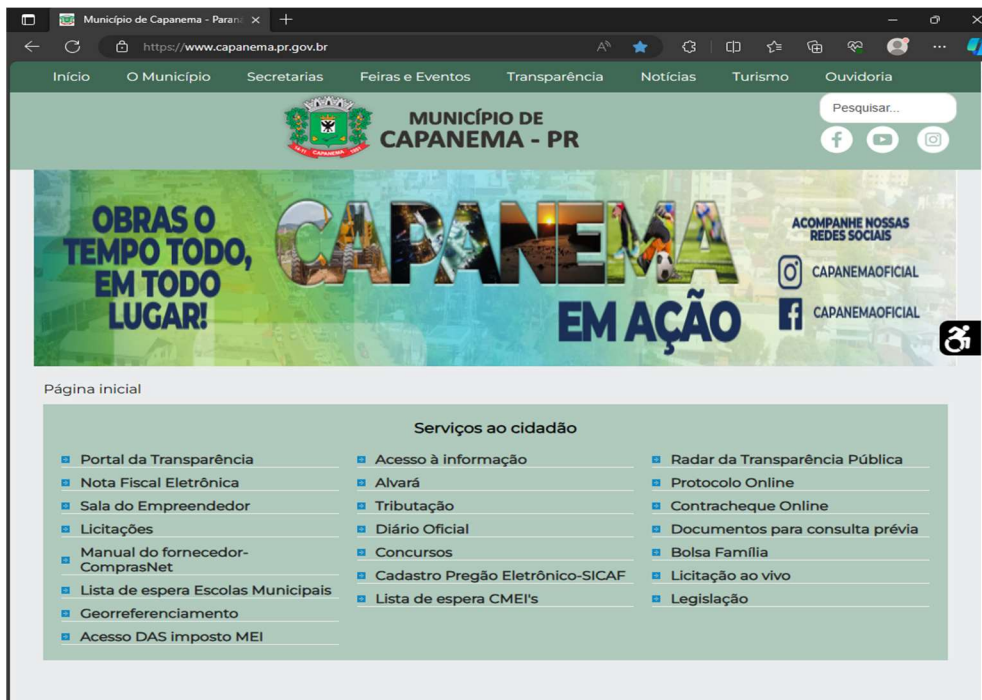 Município de Capanema - Paran
https://www.capanema.pr.gov.br
Início O Município Secretarias Feiras e Eventos Transparência Notícias Turismo Ouvidoria
MUNICÍPIO DE
CAPANEMA - PR
Pesquisar...
OBRAS O
TEMPO TODO,
EM TODO
LUGAR!
CAPANEMA
EM AÇÃO
ACOMPANHE NOSSAS
REDES SOCIAIS
CAPANEMAOFICIAL
CAPANEMAOFICIAL
Página inicial
Serviços ao cidadão
Portal da Transparência
Nota Fiscal Eletrônica
Sala do Empreendedor
Licitações
Manual do fornecedor-
ComprasNet
Lista de espera Escolas Municipais
Georreferenciamento
Acesso DAS imposto MEI
Acesso à informação
Alvará
Tributação
Diário Oficial
Concursos
Cadastro Pregão Eletrônico-SICAF
Lista de espera CMEI's
Radar da Transparência Pública
Protocolo Online
Contracheque Online
Documentos para consulta prévia
Bolsa Família
Licitação ao vivo
Legislação